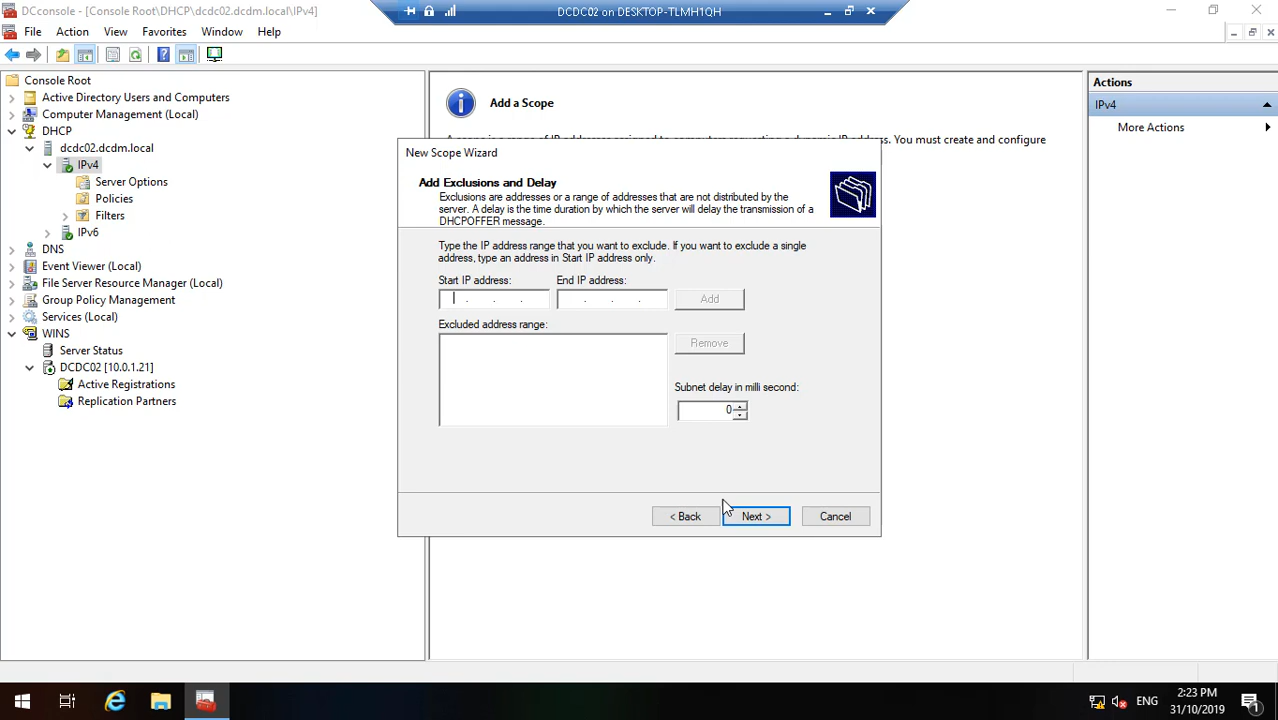 DCconsole - [Console Root\DHCP\dcdc02.dcdm.local\IPv4]
DCDC02 on DESKTOP-TLMH1QH
File Action View Favorites Window Help
Console Root
Active Directory Users and Computers
Computer Management (Local)
DHCP
dcdc02.dcdm.local
IPv4
Server Options
Policies
Filters
IPv6
DNS
Event Viewer (Local)
File Server Resource Manager (Local)
Group Policy Management
Services (Local)
WINS
Server Status
DCDC02 [10.0.1.21]
Active Registrations
Replication Partners
Add a Scope
ses. You must create and configure
New Scope Wizard
Add Exclusions and Delay
Exclusions are addresses or a range of addresses that are not distributed by the
server. A delay is the time duration by which the server will delay the transmission of a
DHCPOFFER message.
Type the IP address range that you want to exclude. If you want to exclude a single
address, type an address in Start IP address only.
Start IP address: End IP address:
. . . . . . Add
Excluded address range:
Remove
Subnet delay in milli second:
0
< Back Next > Cancel
Actions
IPv4
More Actions
ENG
2:23 PM
31/10/2019
1